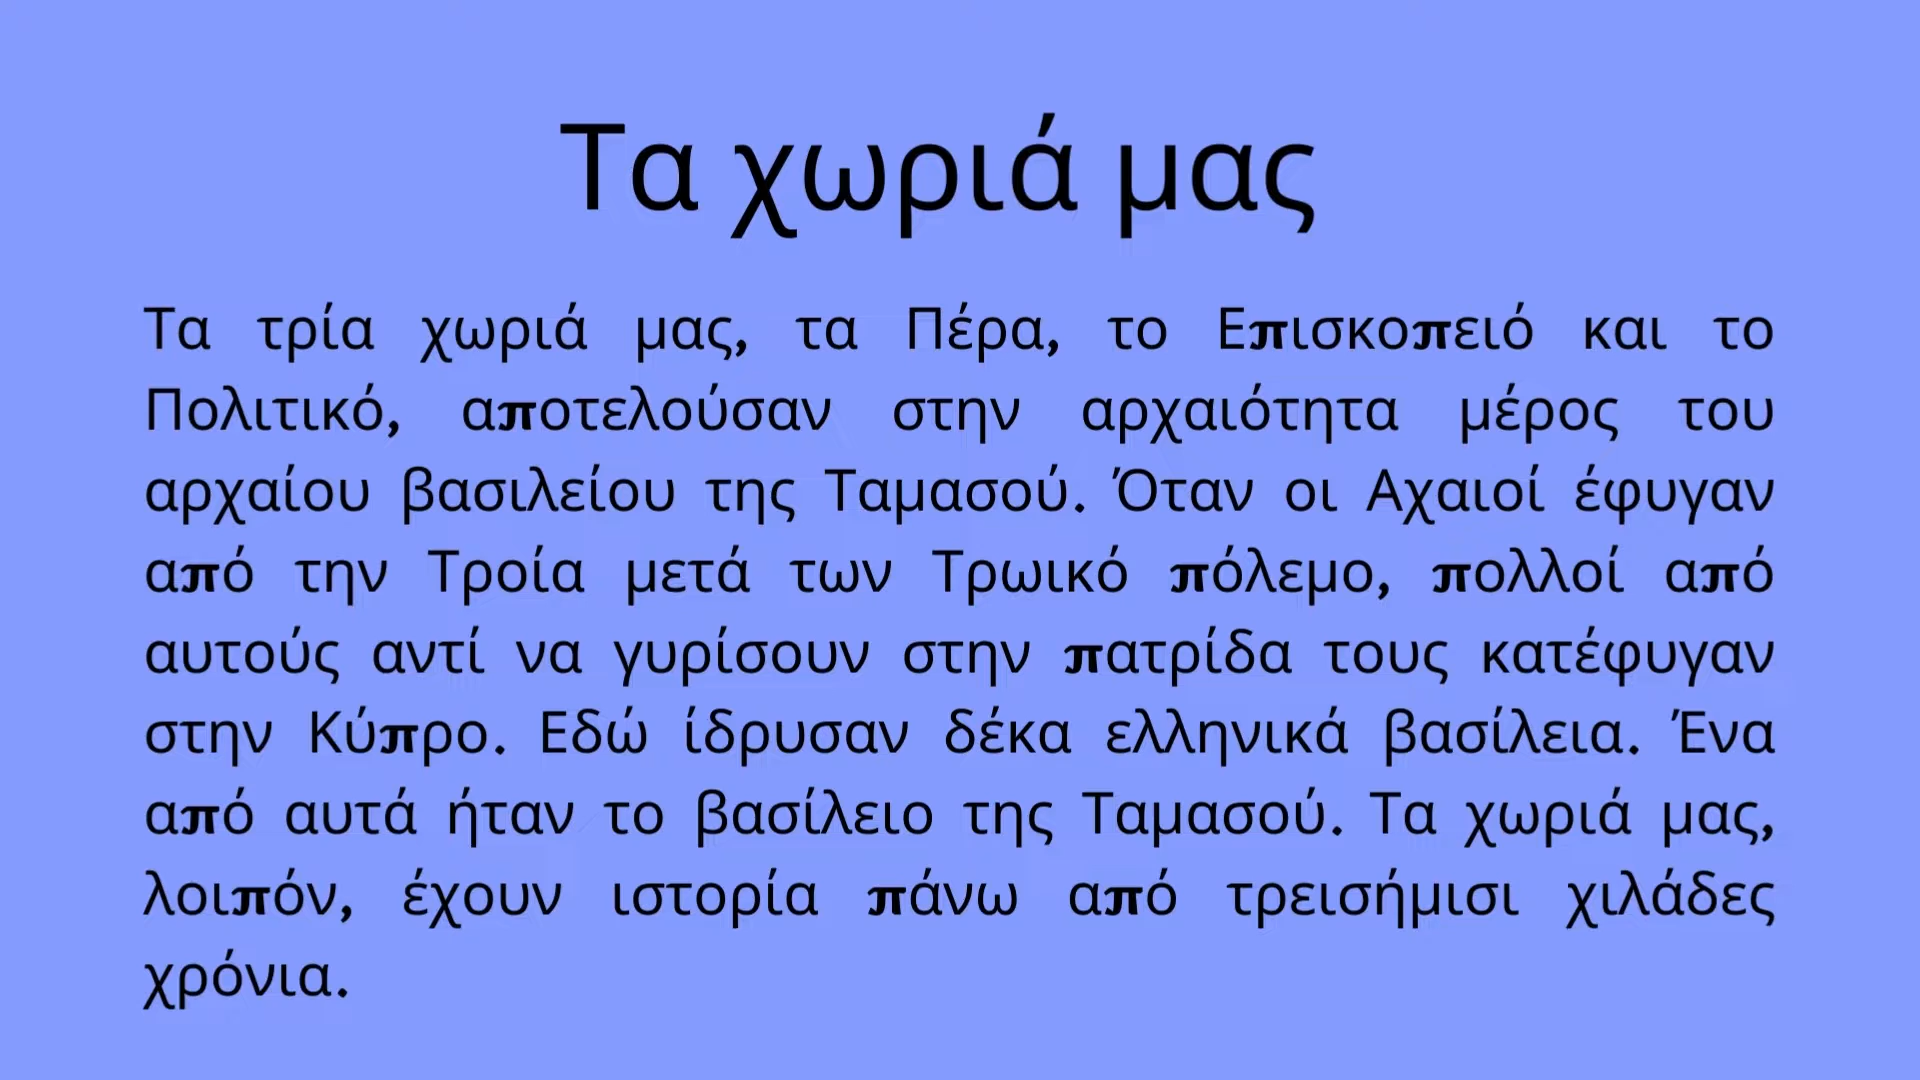 Τα χωριά μας
Τα τρία χωριά μας, τα Πέρα, το Επισκοπειό και το
Πολιτικό, αποτελούσαν στην αρχαιότητα μέρος του
αρχαίου βασιλείου της Ταμασού. Όταν οι Αχαιοί έφυγαν
από την Τροία μετά των Τρωικό πόλεμο, πολλοί από
αυτούς αντί να γυρίσουν στην πατρίδα τους κατέφυγαν
στην Κύπρο. Εδώ ίδρυσαν δέκα ελληνικά βασίλεια. Ένα
από αυτά ήταν το βασίλειο της Ταμασού. Τα χωριά μας,
λοιπόν, έχουν ιστορία πάνω από τρεισήμισι χιλάδες
χρόνια.